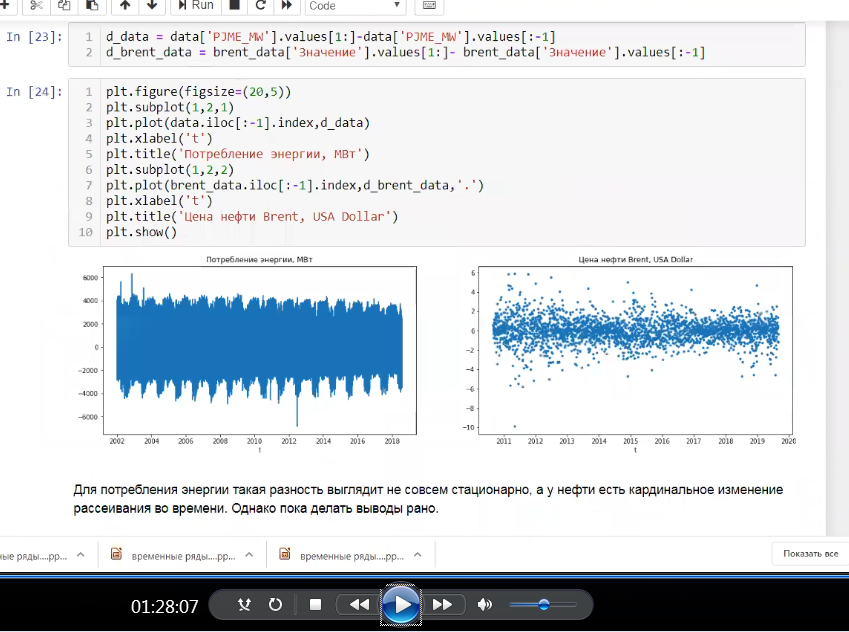 Run
Code
In [23]:
1 d_data = data['PJME_MW'].values[1:]-data['PJME_MW'].values[:-1]
2 d_brent_data = brent_data['Значение'].values[1:]- brent_data['Значение'].values[:-1]
In [24]:
1 plt.figure(figsize=(20,5))
2 plt.subplot(1,2,1)
3 plt.plot(data.iloc[:-1].index,d_data)
4 plt.xlabel('t')
5 plt.title('Потребление энергии, МВт')
6 plt.subplot(1,2,2)
7 plt.plot(brent_data.iloc[:-1].index,d_brent_data,'.')
8 plt.xlabel('t')
9 plt.title('Цена нефти Brent, USA Dollar')
10 plt.show()
Потребление энергии, МВт
6000
4000
2000
0
−2000
−4000
−6000
2002 2004 2006 2008 2010 2012 2014 2016 2018
t
Цена нефти Brent, USA Dollar
6
4
2
0
−2
−4
−6
−8
−10
2011 2012 2013 2014 2015 2016 2017 2018 2019 2020
t
Для потребления энергии такая разность выглядит не совсем стационарно, а у нефти есть кардинальное изменение
рассеивания во времени. Однако пока делать выводы рано.
ные ряды....pp... временные ряды....pp... временные ряды....pp... Показать все
01:28:07